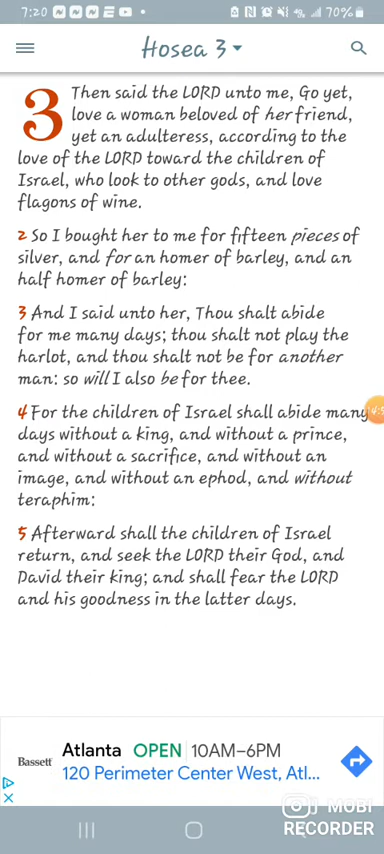 7:20 70%
Hosea 3
3 Then said the LORD unto me, Go yet,
love a woman beloved of her friend,
yet an adulteress, according to the
love of the LORD toward the children of
Israel, who look to other gods, and love
flagons of wine.
2 So I bought her to me for fifteen pieces of
silver, and for an homer of barley, and an
half homer of barley:
3 And I said unto her, Thou shalt abide
for me many days; thou shalt not play the
harlot, and thou shalt not be for another
man: so will I also be for thee.
4 For the children of Israel shall abide many
days without a king, and without a prince,
and without a sacrifice, and without an
image, and without an ephod, and without
teraphim:
5 Afterward shall the children of Israel
return, and seek the LORD their God, and
David their king; and shall fear the LORD
and his goodness in the latter days.
Bassett
Atlanta OPEN 10AM–6PM
120 Perimeter Center West, Atl...
MOBI
RECORDER